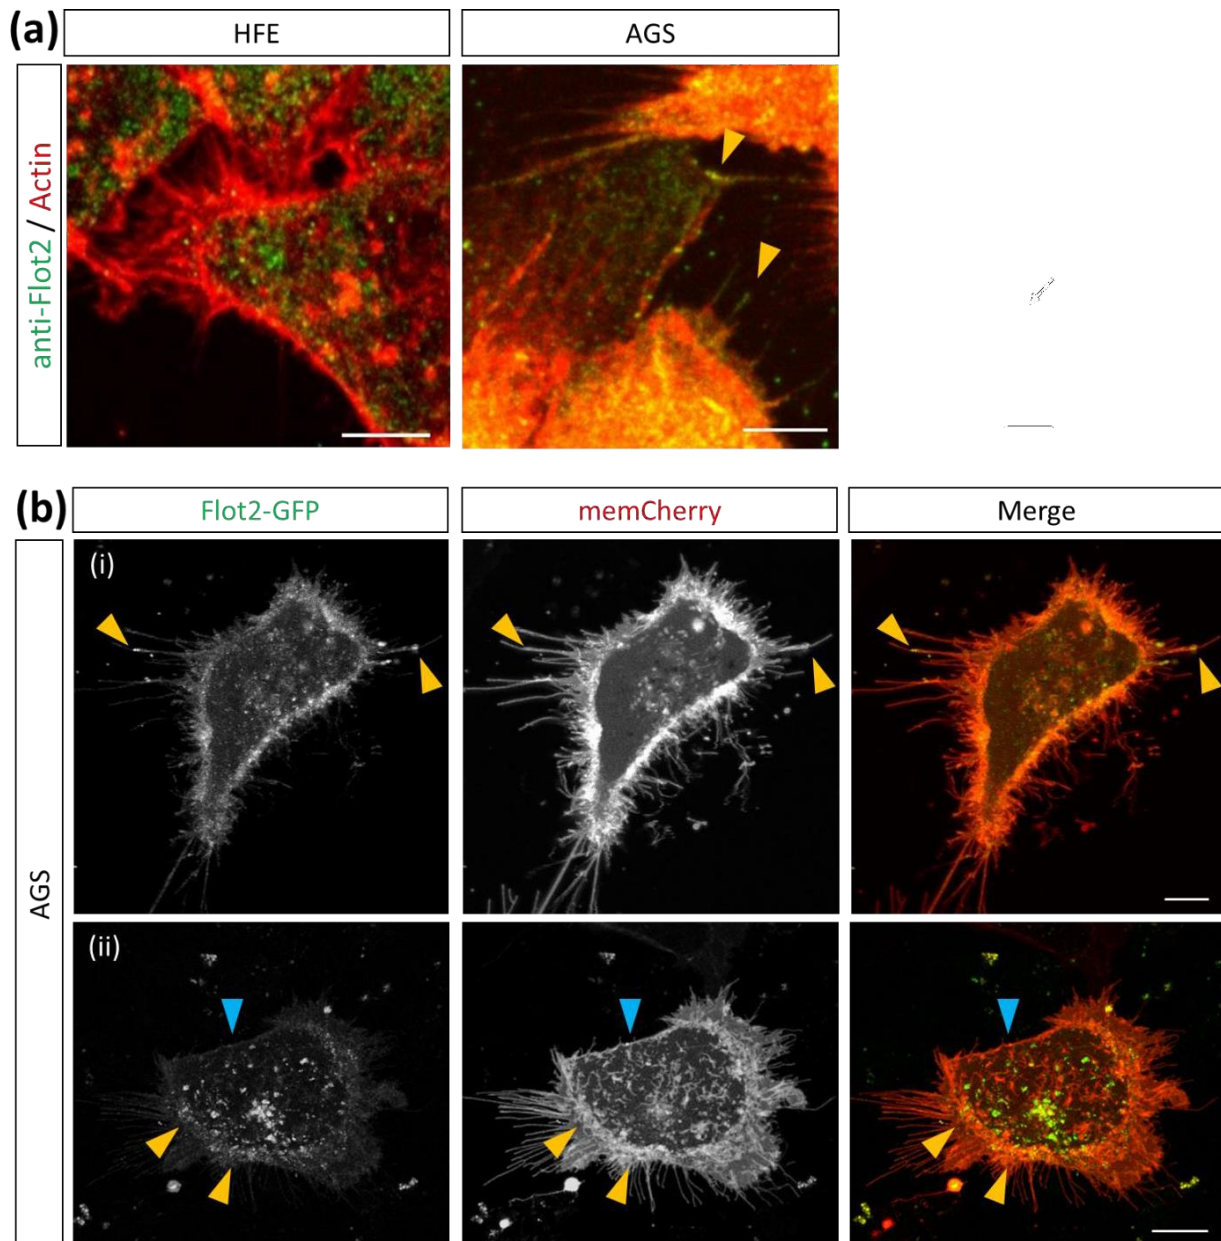 (a)
HFE
AGS
anti-Flot2 / Actin
(b)
Flot2-GFP
memCherry
Merge
AGS
(i)
(ii)